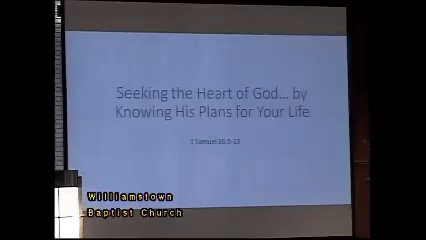 Seeking the Heart of God... by
Knowing His Plans for Your Life
1 Samuel 16:1-13
Williamstown
Baptist Church